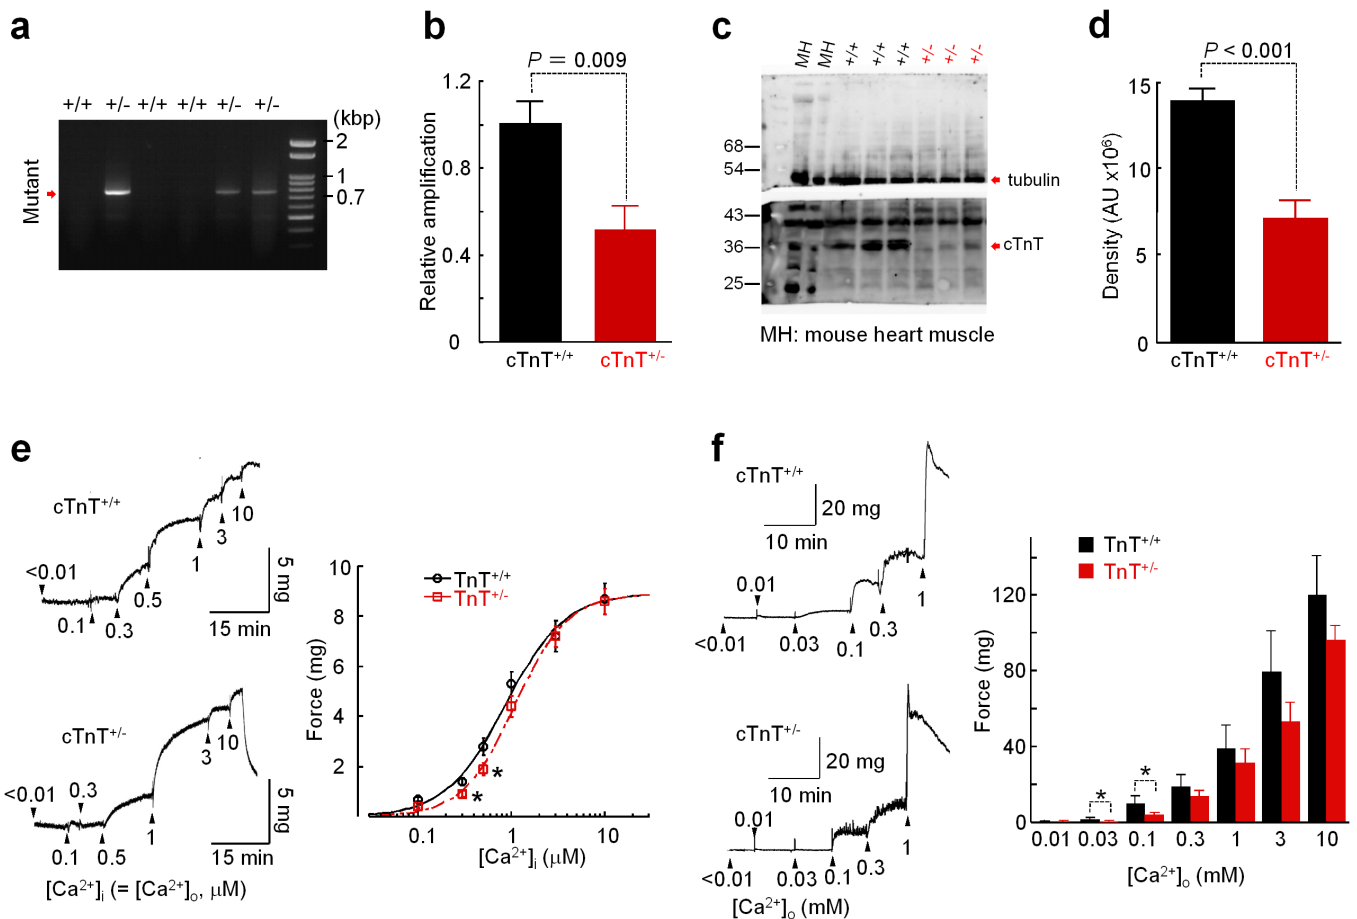 a
+/+ +/- +/+ +/+ +/- +/-
(kbp)
2
1
0.7
Mutant
b
P = 0.009
1.2
0.8
0.4
0
Relative amplification
cTnT+/+ cTnT+/-
c
MH MH +/+ +/+ +/+ +/- +/- +/-
68
54
43
36
25
tubulin
cTnT
MH: mouse heart muscle
d
P < 0.001
15
10
5
0
Density (AU x10⁶)
cTnT+/+ cTnT+/-
e
cTnT+/+
<0.01
0.1
0.3
0.5
1
3
10
5 mg
15 min
cTnT+/-
<0.01
0.3
0.1
0.5
1
3
10
5 mg
15 min
[Ca²⁺]i (= [Ca²⁺]o, μM)
TnT+/+
TnT+/-
10
8
6
4
2
Force (mg)
*
*
0.1 1 10
[Ca²⁺]i (μM)
f
cTnT+/+
20 mg
10 min
<0.01
0.01
0.03
0.1
0.3
1
cTnT+/-
20 mg
10 min
<0.01
0.01
0.03
0.1
0.3
1
[Ca²⁺]o (mM)
TnT+/+
TnT+/-
120
80
40
0
Force (mg)
*
*
0.01 0.03 0.1 0.3 1 3 10
[Ca²⁺]o (mM)